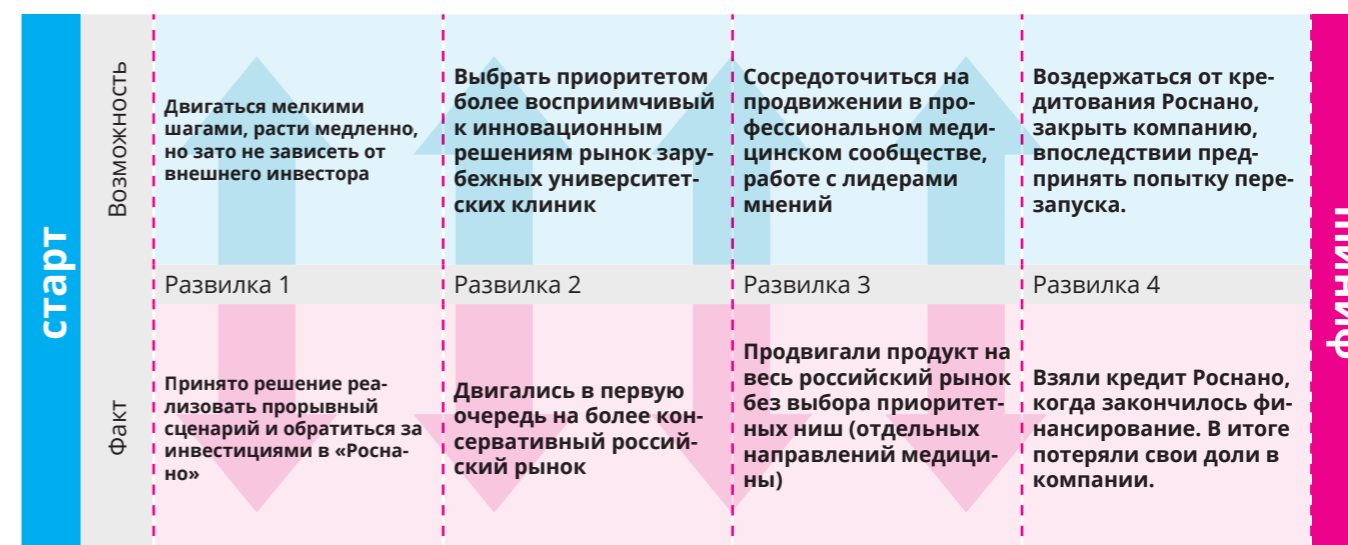 старт
Возможность
Двигаться мелкими
шагами, расти медленно,
но зато не зависеть от
внешнего инвестора
Выбрать приоритетом
более восприимчивый
к инновационным
решениям рынок зару-
бежных университет-
ских клиник
Сосредоточиться на
продвижении в про-
фессиональном меди-
цинском сообществе,
работе с лидерами
мнений
Воздержаться от кре-
дитования Роснано,
закрыть компанию,
впоследствии пред-
принять попытку пере-
запуска.
Развилка 1
Развилка 2
Развилка 3
Развилка 4
Факт
Принято решение реа-
лизовать прорывный
сценарий и обратиться за
инвестициями в «Росна-
но»
Двигались в первую
очередь на более кон-
сервативный россий-
ский рынок
Продвигали продукт на
весь российский рынок
без выбора приоритет-
ных ниш (отдельных
направлений медици-
ны)
Взяли кредит Роснано,
когда закончилось фи-
нансирование. В итоге
потеряли свои доли в
компании.
финиш